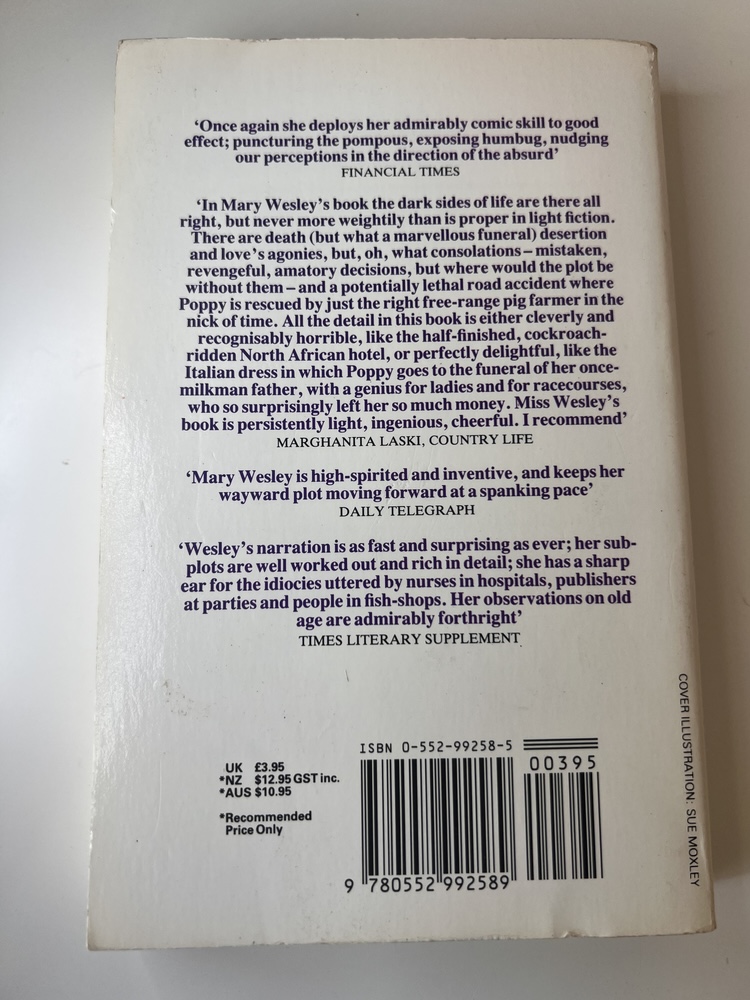 ‘Once again she deploys her admirably comic skill to good
effect; puncturing the pompous, exposing humbug, nudging
our perceptions in the direction of the absurd’
FINANCIAL TIMES
‘In Mary Wesley’s book the dark sides of life are there all
right, but never more weightily than is proper in light fiction.
There are death (but what a marvellous funeral) desertion
and love’s agonies, but, oh, what consolations – mistaken,
revengeful, amatory decisions, but where would the plot be
without them – and a potentially lethal road accident where
Poppy is rescued by just the right free-range pig farmer in the
nick of time. All the detail in this book is either cleverly and
recognisably horrible, like the half-finished, cockroach-
ridden North African hotel, or perfectly delightful, like the
Italian dress in which Poppy goes to the funeral of her once-
milkman father, with a genius for ladies and for racecourses,
who so surprisingly left her so much money. Miss Wesley’s
book is persistently light, ingenious, cheerful. I recommend’
MARGHANITA LASKI, COUNTRY LIFE
‘Mary Wesley is high-spirited and inventive, and keeps her
wayward plot moving forward at a spanking pace’
DAILY TELEGRAPH
‘Wesley’s narration is as fast and surprising as ever; her sub-
plots are well worked out and rich in detail; she has a sharp
ear for the idiocies uttered by nurses in hospitals, publishers
at parties and people in fish-shops. Her observations on old
age are admirably forthright’
TIMES LITERARY SUPPLEMENT
UK £3.95
*NZ $12.95 GST inc.
*AUS $10.95
*Recommended
Price Only
ISBN 0-552-99258-5
00395
9 780552 992589
COVER ILLUSTRATION: SUE MOXLEY